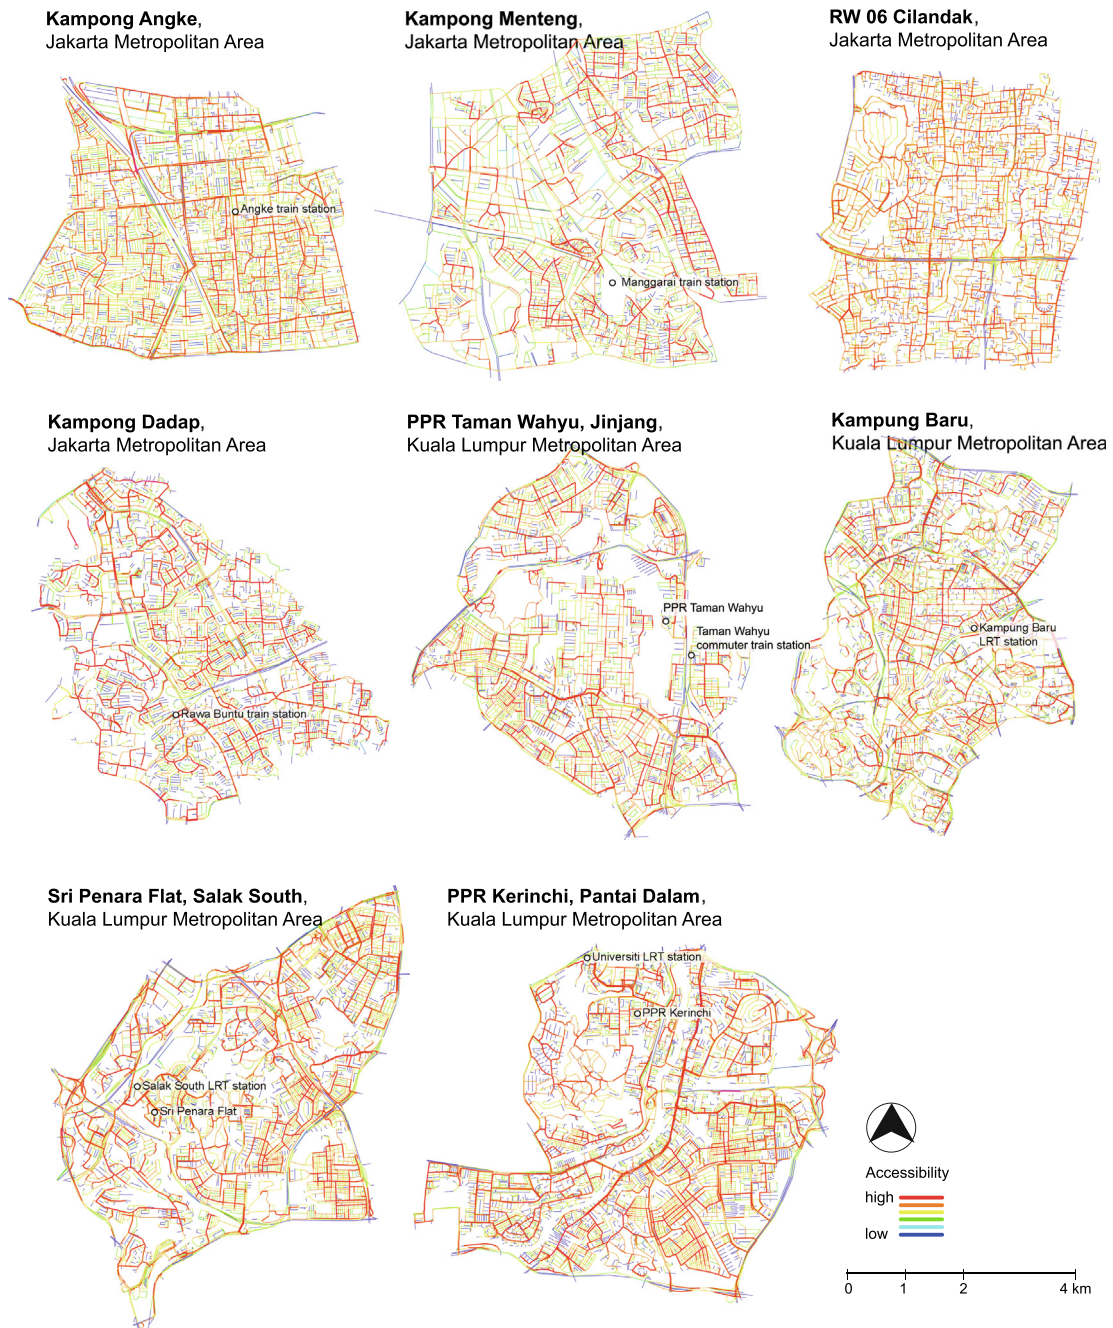 Kampong Angke,
Jakarta Metropolitan Area
Kampong Menteng,
Jakarta Metropolitan Area
RW 06 Cilandak,
Jakarta Metropolitan Area
Angke train station
Manggarai train station
Kampong Dadap,
Jakarta Metropolitan Area
PPR Taman Wahyu, Jinjang,
Kuala Lumpur Metropolitan Area
Kampung Baru,
Kuala Lumpur Metropolitan Area
PPR Taman Wahyu
Taman Wahyu
commuter train station
Kampung Baru
LRT station
Rawa Buntu train station
Sri Penara Flat, Salak South,
Kuala Lumpur Metropolitan Area
PPR Kerinchi, Pantai Dalam,
Kuala Lumpur Metropolitan Area
Universiti LRT station
PPR Kerinchi
Salak South LRT station
Sri Penara Flat
Accessibility
high
low
0 1 2 4 km